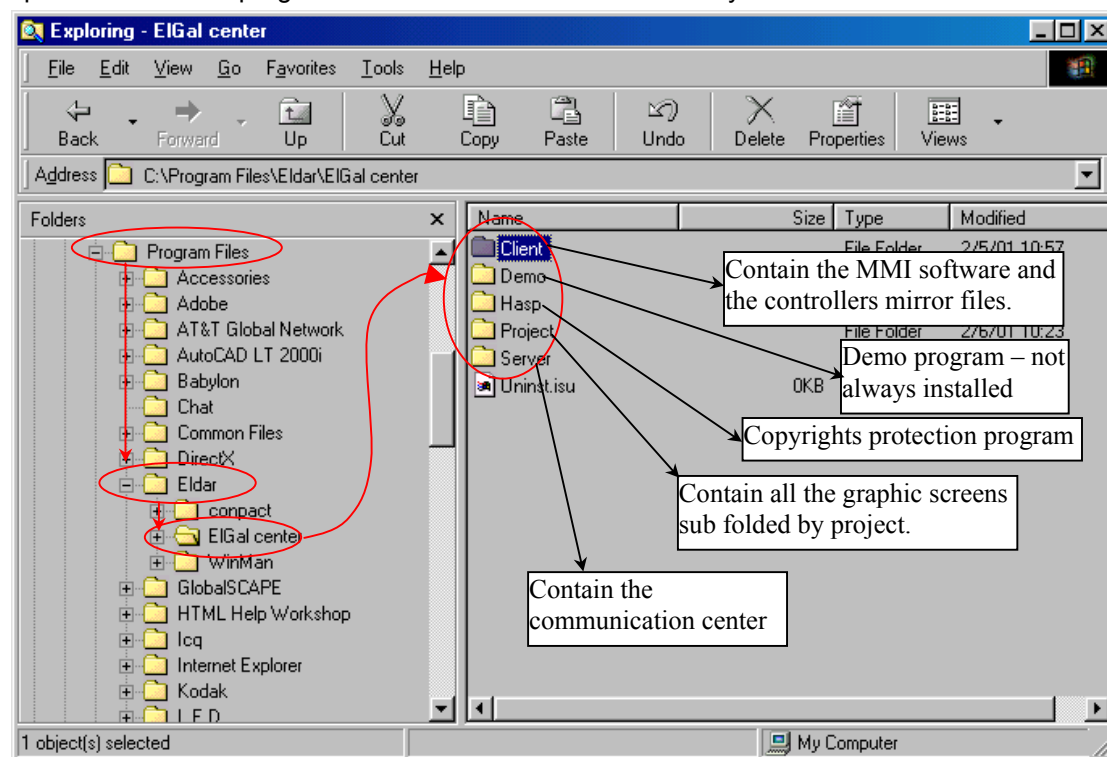 Exploring - ElGal center
File Edit View Go Favorites Tools Help
Back Forward Up Cut Copy Paste Undo Delete Properties Views
Address C:\Program Files\Eldar\ElGal center
Folders
Program Files
Accessories
Adobe
AT&T Global Network
AutoCAD LT 2000i
Babylon
Chat
Common Files
DirectX
Eldar
conpact
ElGal center
WinMan
GlobalSCAPE
HTML Help Workshop
Icq
Internet Explorer
Kodak
L.E.D
Name Size Type Modified
Client File Folder 2/5/01 10:57
Demo
Hasp
Project File Folder 2/6/01 10:23
Server
Uninst.isu 0KB
Contain the MMI software and
the controllers mirror files.
Demo program – not
always installed
Copyrights protection program
Contain all the graphic screens
sub folded by project.
Contain the
communication center
1 object(s) selected
My Computer